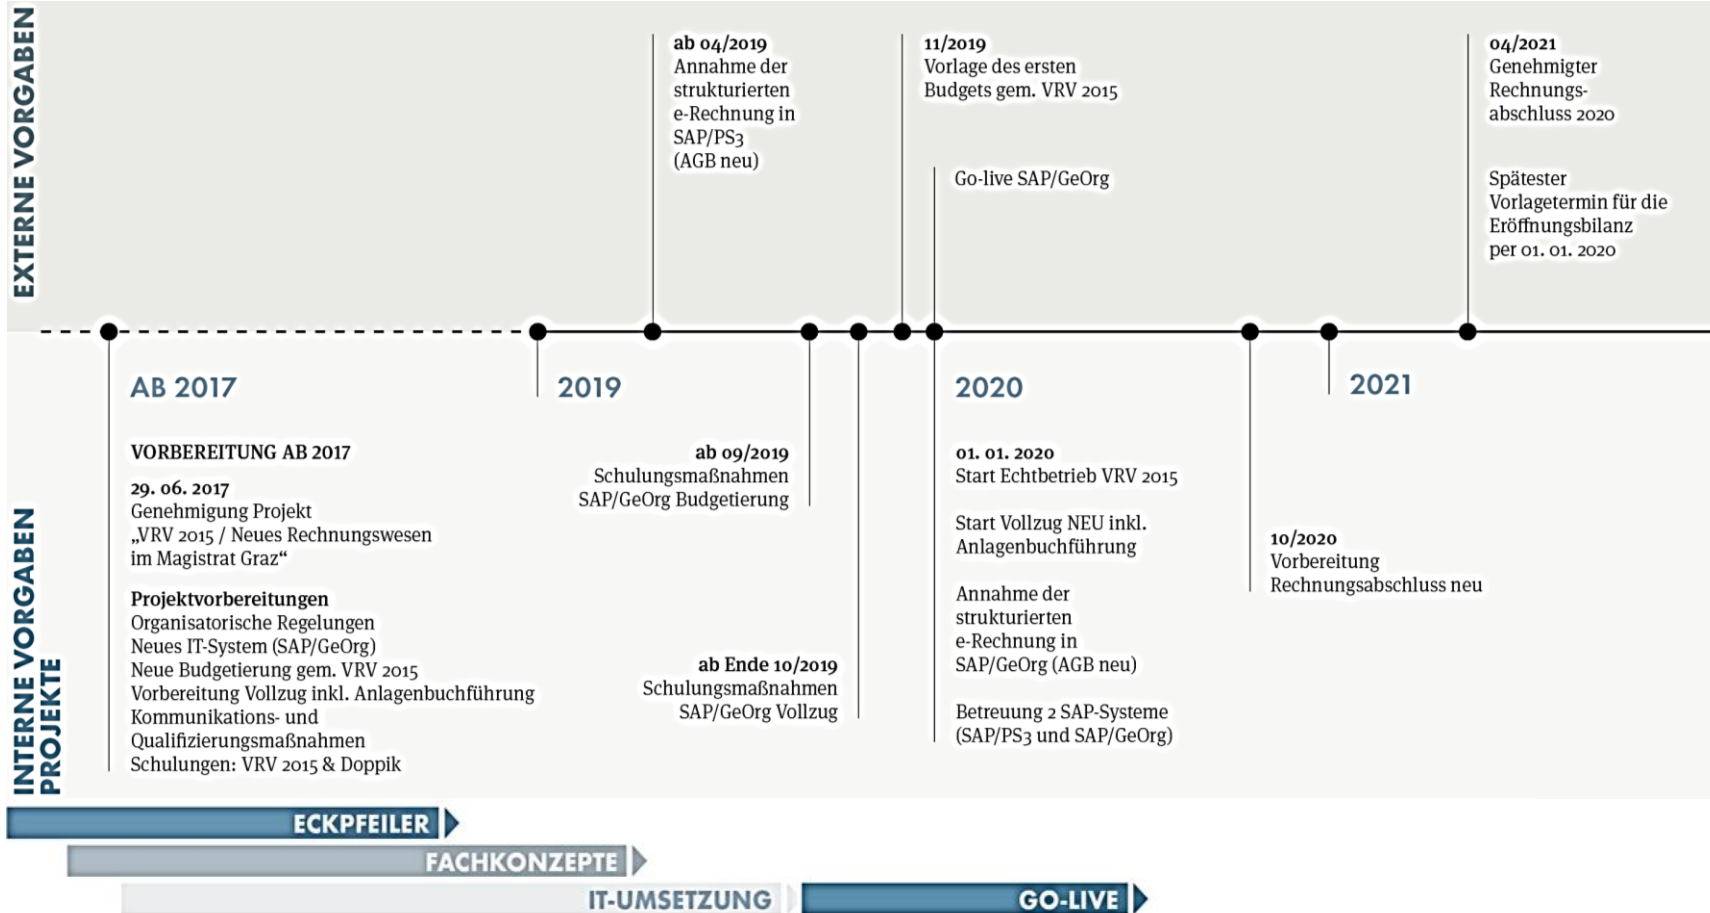 EXTERNE VORGABEN
ab 04/2019
Annahme der
strukturierten
e-Rechnung in
SAP/PS3
(AGB neu)
11/2019
Vorlage des ersten
Budgets gem. VRV 2015
Go-live SAP/GeOrg
04/2021
Genehmigter
Rechnungs-
abschluss 2020
Spätester
Vorlagetermin für die
Eröffnungsbilanz
per 01. 01. 2020
AB 2017
2019
2020
2021
INTERNE VORGABEN
PROJEKTE
VORBEREITUNG AB 2017
29. 06. 2017
Genehmigung Projekt
„VRV 2015 / Neues Rechnungswesen
im Magistrat Graz“
Projektvorbereitungen
Organisatorische Regelungen
Neues IT-System (SAP/GeOrg)
Neue Budgetierung gem. VRV 2015
Vorbereitung Vollzug inkl. Anlagenbuchführung
Kommunikations- und
Qualifizierungsmaßnahmen
Schulungen: VRV 2015 & Doppik
ab 09/2019
Schulungsmaßnahmen
SAP/GeOrg Budgetierung
ab Ende 10/2019
Schulungsmaßnahmen
SAP/GeOrg Vollzug
01. 01. 2020
Start Echtbetrieb VRV 2015
Start Vollzug NEU inkl.
Anlagenbuchführung
Annahme der
strukturierten
e-Rechnung in
SAP/GeOrg (AGB neu)
Betreuung 2 SAP-Systeme
(SAP/PS3 und SAP/GeOrg)
10/2020
Vorbereitung
Rechnungsabschluss neu
ECKPFEILER
FACHKONZEPTE
IT-UMSETZUNG
GO-LIVE